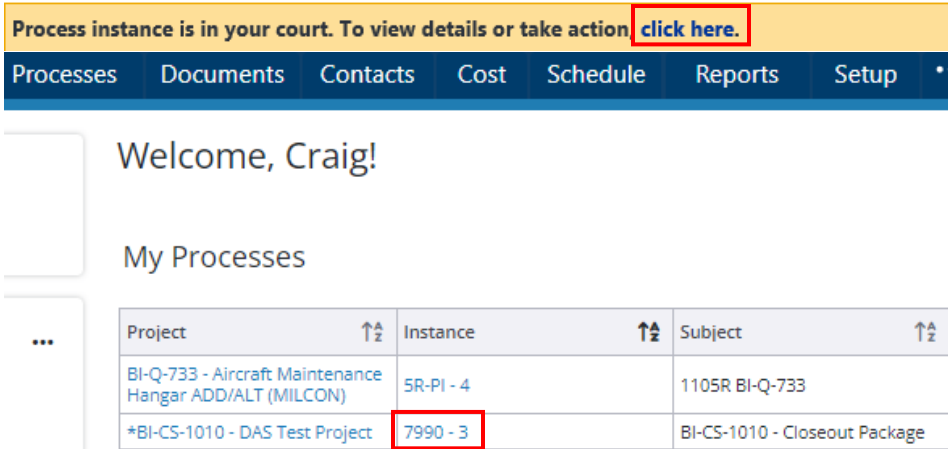 Process instance is in your court. To view details or take action, click here.
Processes Documents Contacts Cost Schedule Reports Setup
Welcome, Craig!
My Processes
...
Project Instance Subject
BI-Q-733 - Aircraft Maintenance
Hangar ADD/ALT (MILCON) 5R-PI - 4 1105R BI-Q-733
*BI-CS-1010 - DAS Test Project 7990 - 3 BI-CS-1010 - Closeout Package